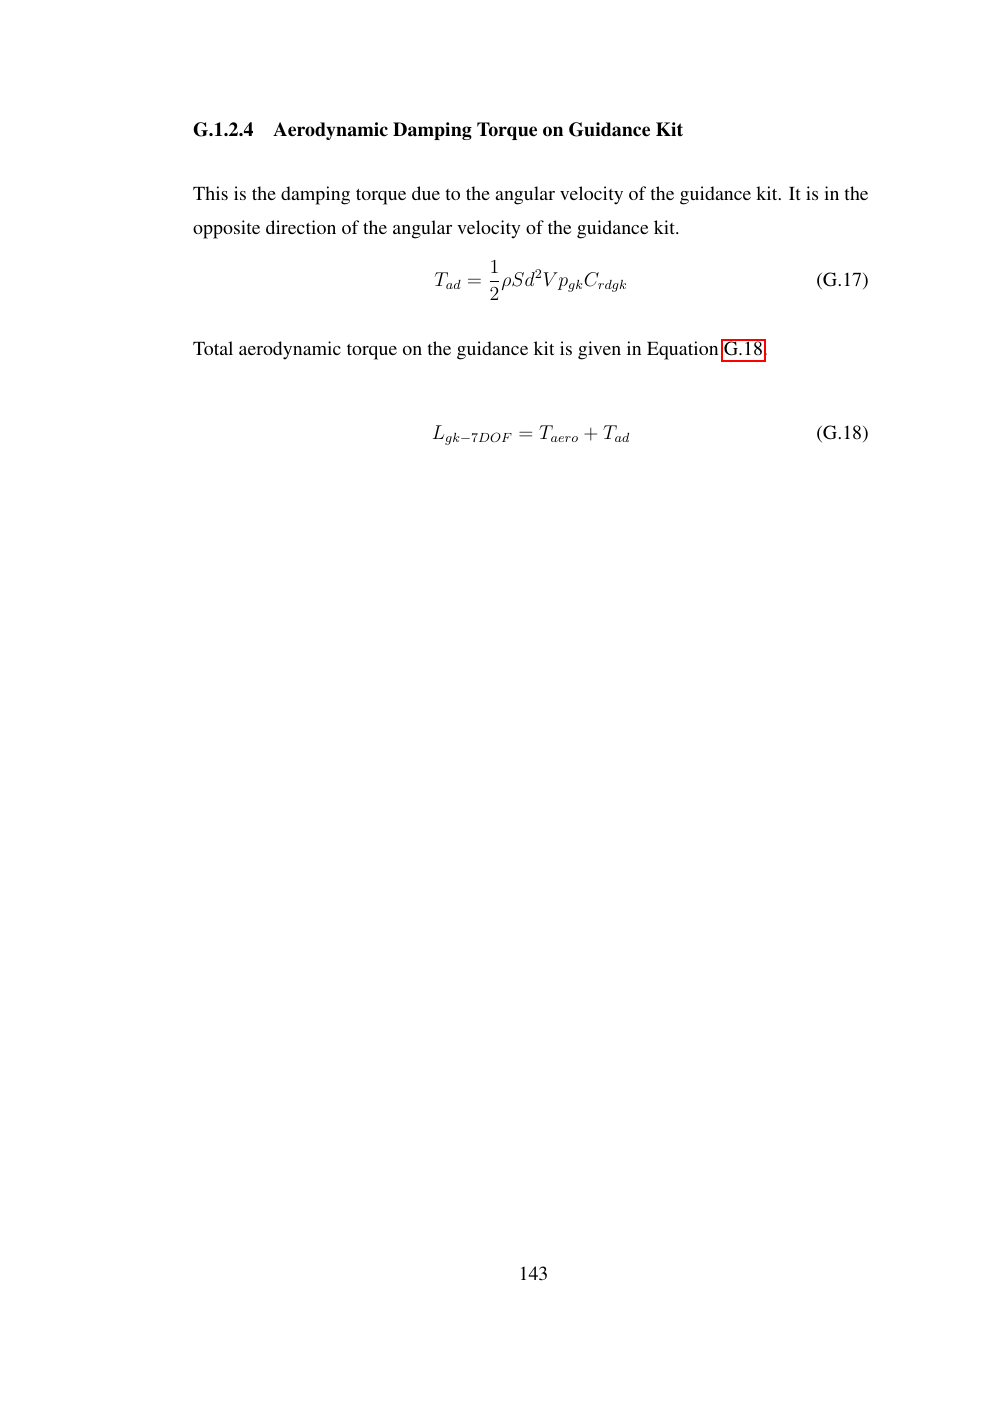 G.1.2.4 Aerodynamic Damping Torque on Guidance Kit
This is the damping torque due to the angular velocity of the guidance kit. It is in the
opposite direction of the angular velocity of the guidance kit.
T_{ad} = \frac{1}{2} ρSd^2Vp_{gk}C_{rdgk} (G.17)
Total aerodynamic torque on the guidance kit is given in Equation G.18.
L_{gk-7DOF} = T_{aero} + T_{ad} (G.18)
143